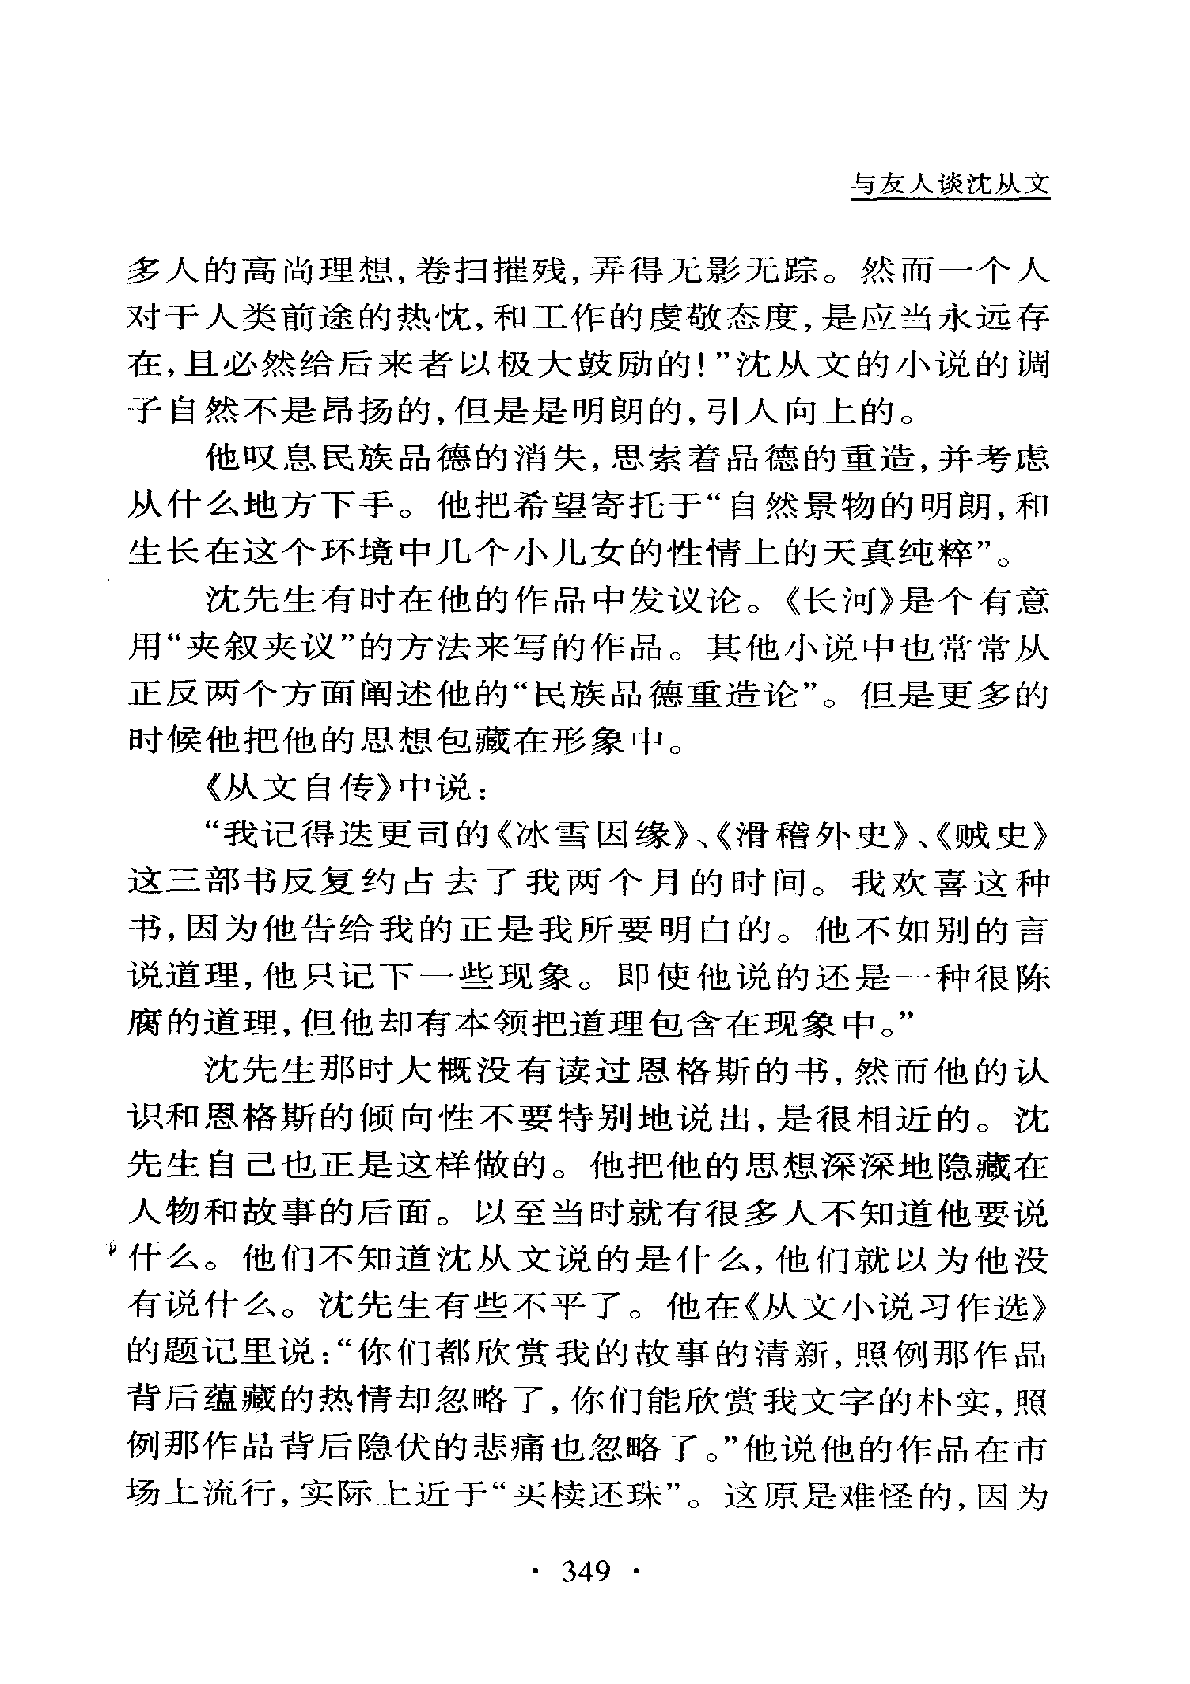 与友人谈沈从文
多人的高尚理想,卷扫摧残,弄得无影无踪。然而一个人
对于人类前途的热忱,和工作的虔敬态度,是应当永远存
在,且必然给后来者以极大鼓励的!”沈从文的小说的调
子自然不是昂扬的,但是是明朗的,引人向上的。
他叹息民族品德的消失,思索着品德的重造,并考虑
从什么地方下手。他把希望寄托于“自然景物的明朗,和
生长在这个环境中几个小儿女的性情上的天真纯粹”。
沈先生有时在他的作品中发议论。《长河》是个有意
用“夹叙夹议”的方法来写的作品。其他小说中也常常从
正反两个方面阐述他的“民族品德重造论”。但是更多的
时候他把他的思想包藏在形象中。
《从文自传》中说:
“我记得迭更司的《冰雪因缘》、《滑稽外史》、《贼史》
这三部书反复约占去了我两个月的时间。我欢喜这种
书,因为他告给我的正是我所要明白的。他不如别的言
说道理,他只记下一些现象。即使他说的还是一种很陈
腐的道理,但他却有本领把道理包含在现象中。”
沈先生那时大概没有读过恩格斯的书,然而他的认
识和恩格斯的倾向性不要特别地说出,是很相近的。沈
先生自己也正是这样做的。他把他的思想深深地隐藏在
人物和故事的后面。以至当时就有很多人不知道他要说
什么。他们不知道沈从文说的是什么,他们就以为他没
有说什么。沈先生有些不平了。他在《从文小说习作选》
的题记里说:“你们都欣赏我的故事的清新,照例那作品
背后蕴藏的热情却忽略了,你们能欣赏我文字的朴实,照
例那作品背后隐伏的悲痛也忽略了。”他说他的作品在市
场上流行,实际上近于“买椟还珠”。这原是难怪的,因为
· 349 ·